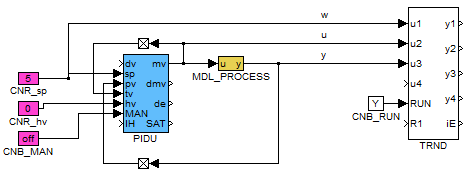 w
u
y
5
CNR_sp
0
CNR_hv
off
CNB_MAN
dv
mv
sp
pv
dmv
tv
hv
de
MAN
IH
SAT
PIDU
u
y
MDL_PROCESS
Y
CNB_RUN
u1
y1
u2
y2
u3
y3
u4
y4
RUN
R1
iE
TRND